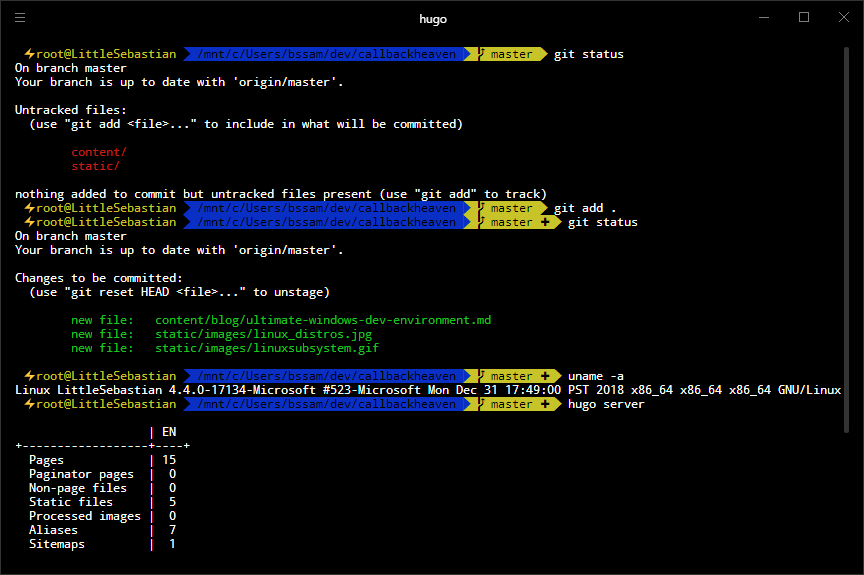 hugo
⚡root@LittleSebastian /mnt/c/Users/bssam/dev/callbackheaven master git status
On branch master
Your branch is up to date with 'origin/master'.
Untracked files:
(use "git add <file>..." to include in what will be committed)
content/
static/
nothing added to commit but untracked files present (use "git add" to track)
⚡root@LittleSebastian /mnt/c/Users/bssam/dev/callbackheaven master git add .
⚡root@LittleSebastian /mnt/c/Users/bssam/dev/callbackheaven master ✚ git status
On branch master
Your branch is up to date with 'origin/master'.
Changes to be committed:
(use "git reset HEAD <file>..." to unstage)
new file:   content/blog/ultimate-windows-dev-environment.md
new file:   static/images/linux_distros.jpg
new file:   static/images/linuxsubsystem.gif
⚡root@LittleSebastian /mnt/c/Users/bssam/dev/callbackheaven master ✚ uname -a
Linux LittleSebastian 4.4.0-17134-Microsoft #523-Microsoft Mon Dec 31 17:49:00 PST 2018 x86_64 x86_64 x86_64 GNU/Linux
⚡root@LittleSebastian /mnt/c/Users/bssam/dev/callbackheaven master ✚ hugo server
| EN
+------------------+----+
Pages | 15
Paginator pages | 0
Non-page files | 0
Static files | 5
Processed images | 0
Aliases | 7
Sitemaps | 1